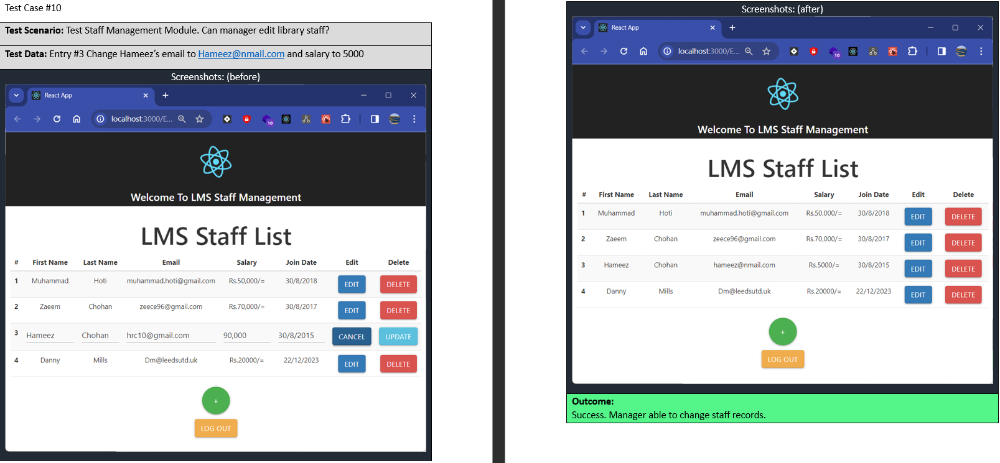 Test Case #10
Test Scenario: Test Staff Management Module. Can manager edit library staff?
Test Data: Entry #3 Change Hameez’s email to Hameez@nmail.com and salary to 5000
Screenshots: (before)
React App
localhost:3000/E...
10
Welcome To LMS Staff Management
LMS Staff List
# First Name Last Name Email Salary Join Date Edit Delete
1 Muhammad Hoti muhammad.hoti@gmail.com Rs.50,000/= 30/8/2018 EDIT DELETE
2 Zaeem Chohan zeece96@gmail.com Rs.70,000/= 30/8/2017 EDIT DELETE
3 Hameez Chohan hrc10@gmail.com 90,000 30/8/2015 CANCEL UPDATE
4 Danny Mills Dm@leedsutd.uk Rs.20000/= 22/12/2023 EDIT DELETE
+
LOG OUT
Screenshots: (after)
React App
localhost:3000/E...
10
Welcome To LMS Staff Management
LMS Staff List
# First Name Last Name Email Salary Join Date Edit Delete
1 Muhammad Hoti muhammad.hoti@gmail.com Rs.50,000/= 30/8/2018 EDIT DELETE
2 Zaeem Chohan zeece96@gmail.com Rs.70,000/= 30/8/2017 EDIT DELETE
3 Hameez Chohan hameez@nmail.com Rs.5000/= 30/8/2015 EDIT DELETE
4 Danny Mills Dm@leedsutd.uk Rs.20000/= 22/12/2023 EDIT DELETE
+
LOG OUT
Outcome:
Success. Manager able to change staff records.